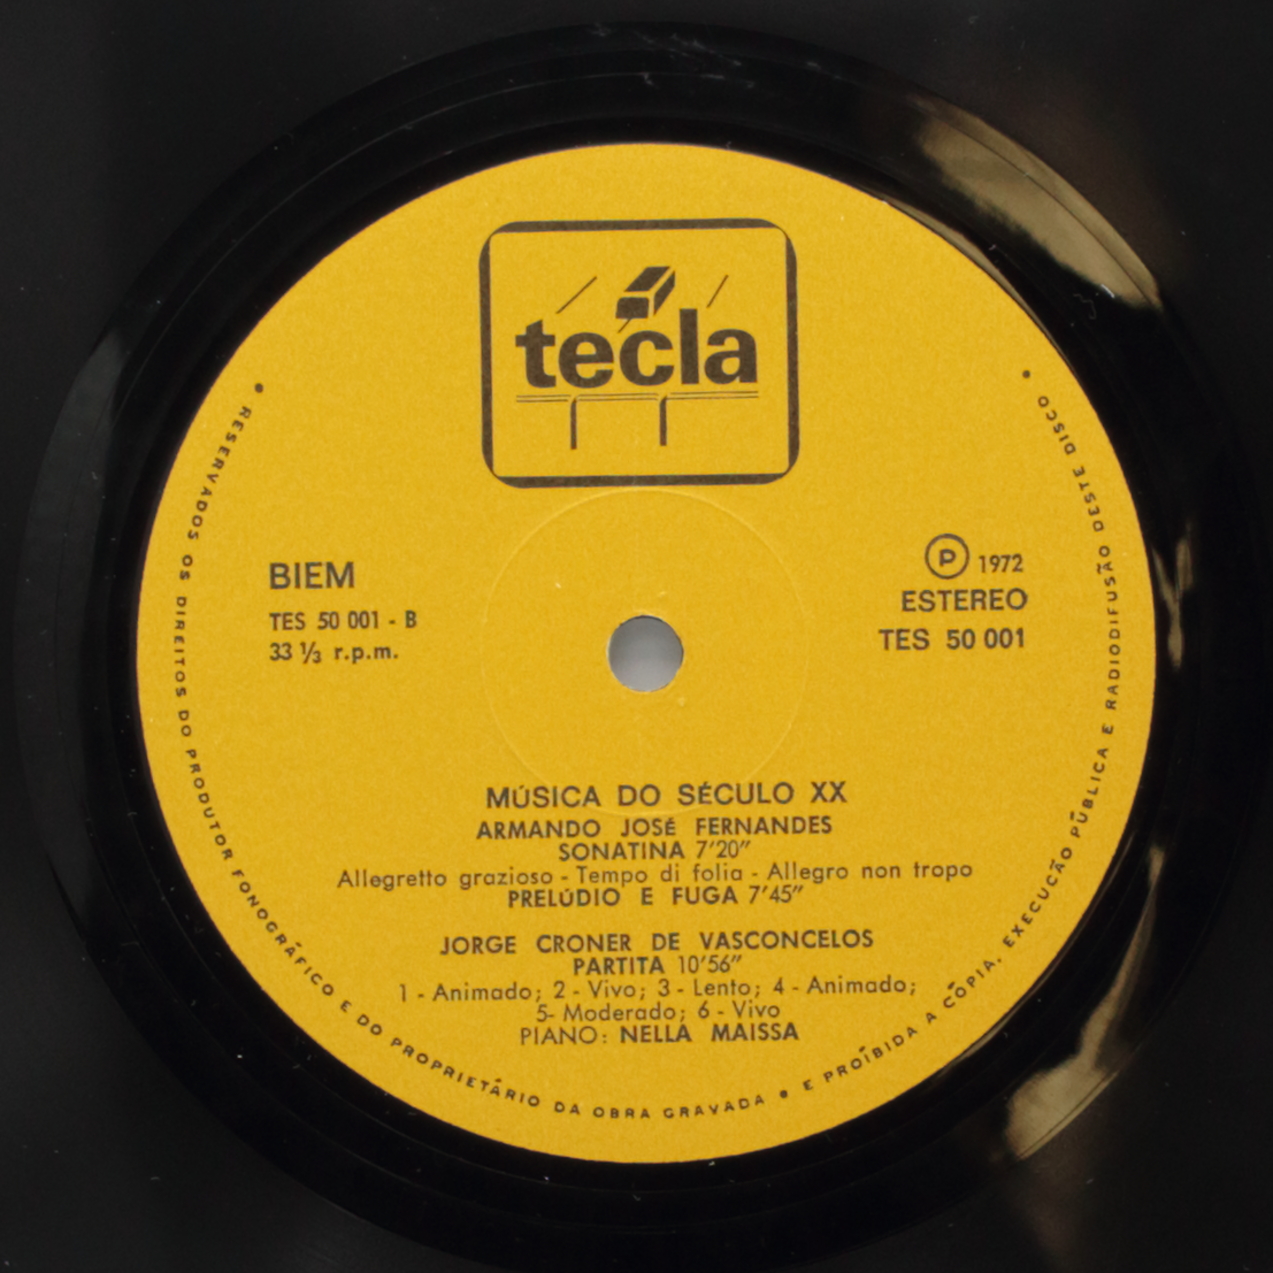 tecla
BIEM
TES 50 001 - B
33 ⅓ r.p.m.
Ⓟ 1972
ESTEREO
TES 50 001
MÚSICA DO SÉCULO XX
ARMANDO JOSÉ FERNANDES
SONATINA 7'20"
Allegretto grazioso - Tempo di folia - Allegro non tropo
PRELÚDIO E FUGA 7'45"
JORGE CRONER DE VASCONCELOS
PARTITA 10'56"
1 - Animado; 2 - Vivo; 3 - Lento; 4 - Animado;
5- Moderado; 6 - Vivo
PIANO: NELLA MAISSA
• RESERVADOS OS DIREITOS DO PRODUTOR FONOGRÁFICO E DO PROPRIETÁRIO DA OBRA GRAVADA • E PROÍBIDA A CÓPIA, EXECUCÃO PÚBLICA E RADIODIFUSÃO DESTE DISCO •